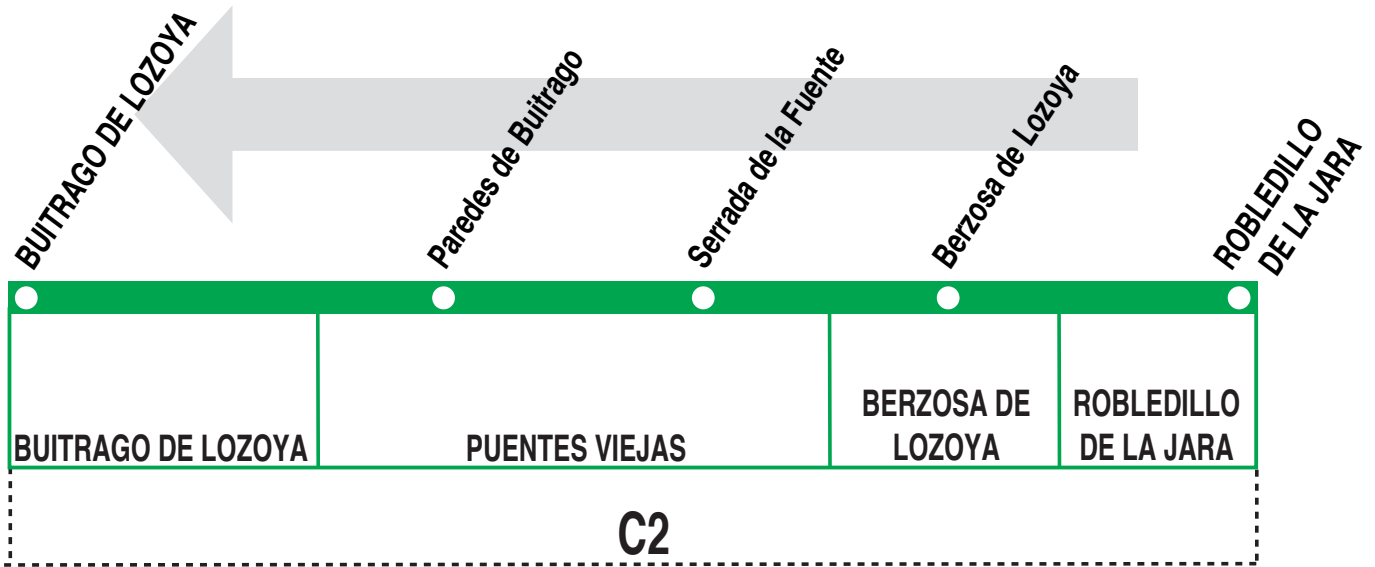 BUITRAGO DE LOZOYA
Paredes de Buitrago
Serrada de la Fuente
Berzosa de Lozoya
ROBLEDILLO
DE LA JARA
BUITRAGO DE LOZOYA
PUENTES VIEJAS
BERZOSA DE
LOZOYA
ROBLEDILLO
DE LA JARA
C2